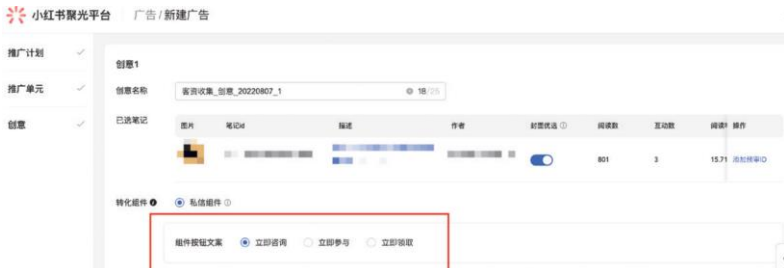 小红书聚光平台 广告/新建广告
推广计划
推广单元
创意
创意1
创意名称 客资收集_创意_20220807_1 18/25
已选笔记
图片 笔记id 描述 作者 封面优选 阅读数 互动数 阅读 操作
801 3 15.71 添加频审ID
转化组件 私信组件
组件按钮文案 立即咨询 立即参与 立即领取